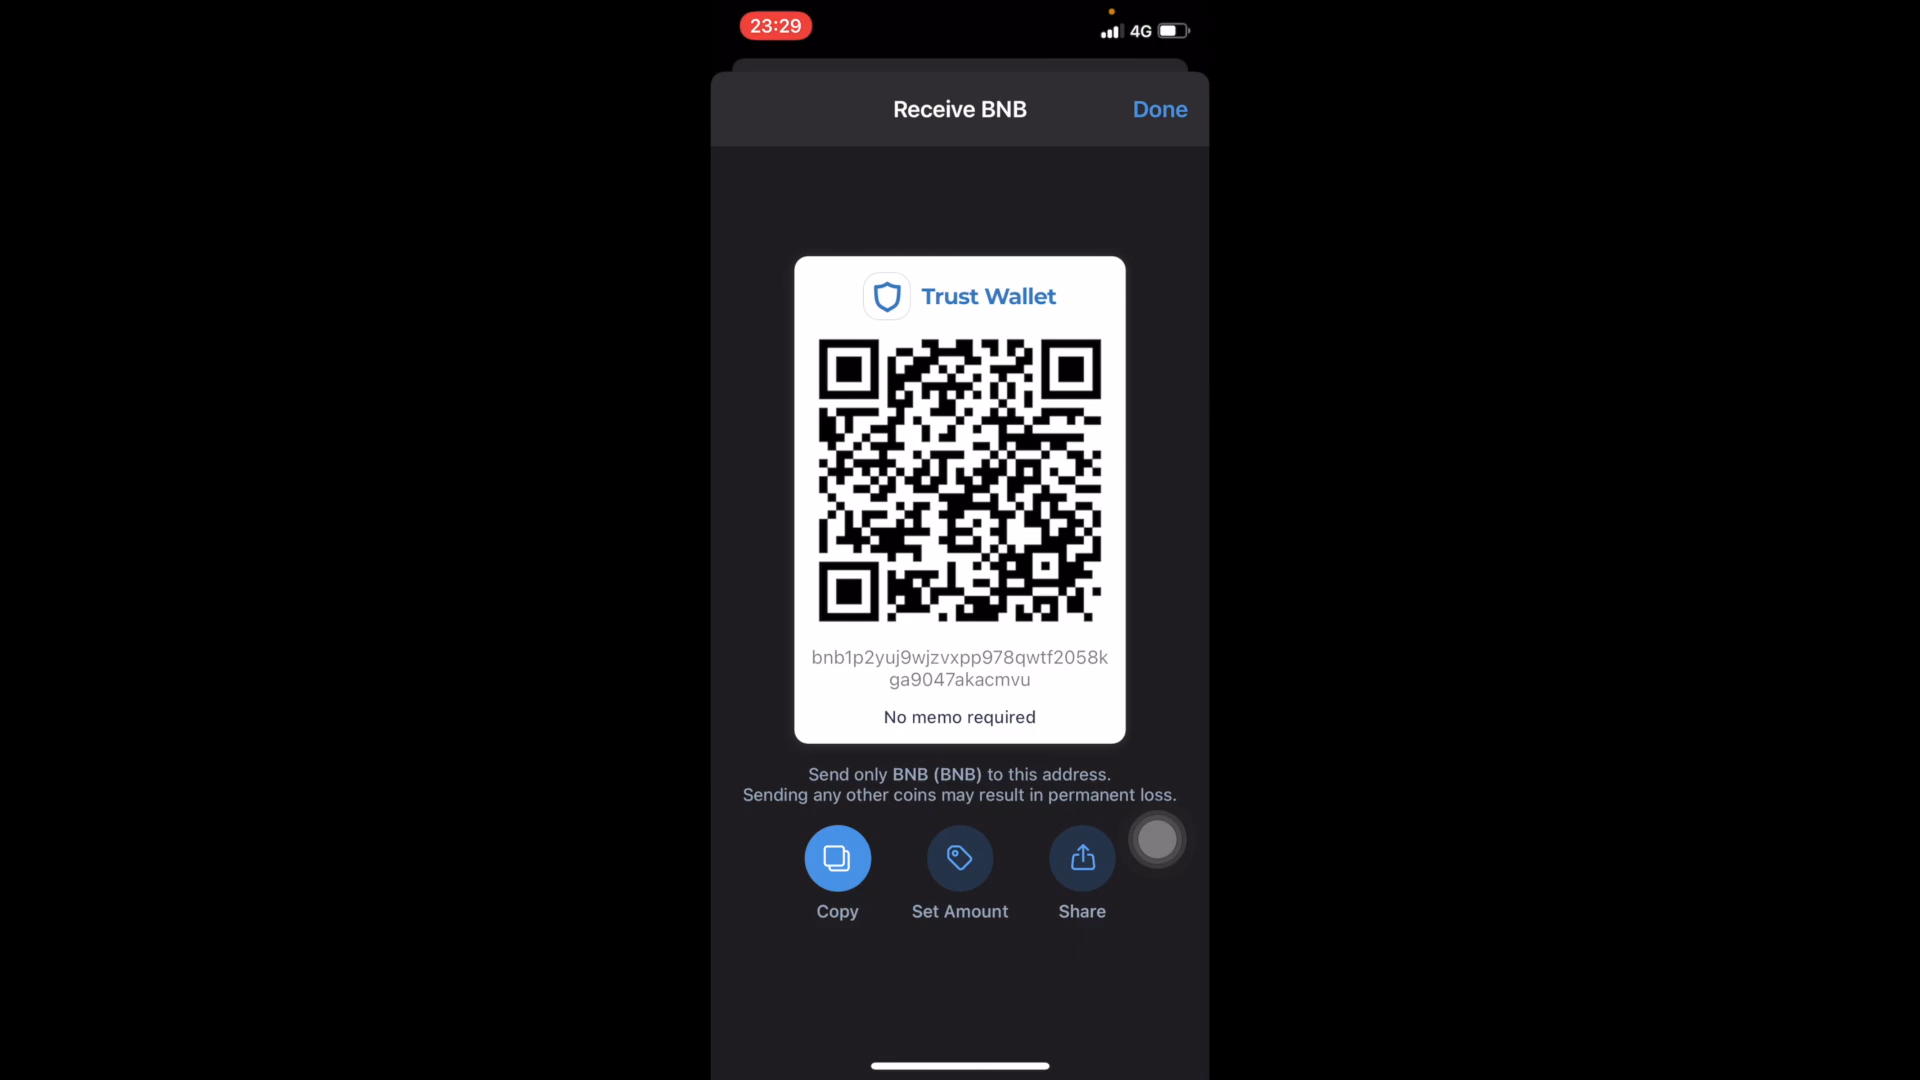 23:29
4G
Receive BNB
Done
Trust Wallet
bnb1p2yuj9wjzvxpp978qwtf2058k
ga9047akacmvu
No memo required
Send only BNB (BNB) to this address.
Sending any other coins may result in permanent loss.
Copy
Set Amount
Share